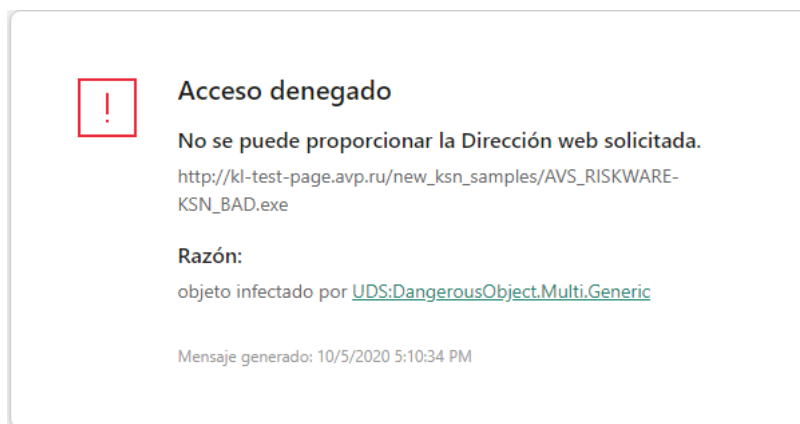 !
Acceso denegado
No se puede proporcionar la Dirección web solicitada.
http://kl-test-page.avp.ru/new_ksn_samples/AVS_RISKWARE-
KSN_BAD.exe
Razón:
objeto infectado por UDS:DangerousObject.Multi.Generic
Mensaje generado: 10/5/2020 5:10:34 PM